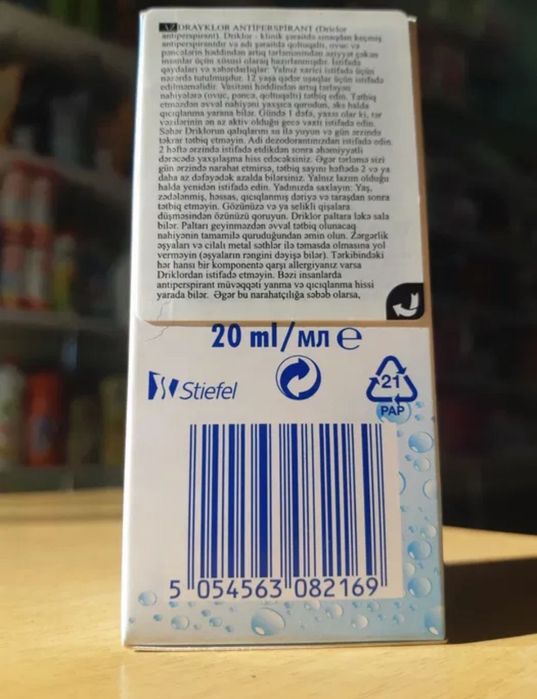 AZ DRAYKLOR ANTİPERSPİRANT (Driclor
antiperspirant). Driklor - klinik şəraitdə sınaqdan keçmiş
antiperspirantdır və adi şəraitdə qoltuqaltı, ovuc və
pəncələrin həddindən artıq tərləməsindən əziyyət çəkən
insanlar üçün xüsusi olaraq hazırlanmışdır. İstifadə
qaydaları və xəbərdarlıqlar: Yalnız xarici istifadə üçün
nəzərdə tutulmuşdur. 12 yaşa qədər uşaqlar üçün istifadə
edilməməlidir. Vasitəni həddindən artıq tərləyən
nahiyələrə (ovuc, pəncə, qoltuqaltı) tətbiq edin. Tətbiq
etməzdən əvvəl nahiyəni yaxşıca qurudun, əks halda
qıcıqlanma yarana bilər. Gündə 1 dəfə, yaxşı olar ki, tər
vəzilərinin ən az aktiv olduğu gecə vaxtı istifadə edin.
Səhər Driklorun qalıqlarını su ilə yuyun və gün ərzində
təkrar tətbiq etməyin. Adi dezodorantınızdan istifadə edin.
2 həftə ərzində istifadə etdikdən sonra əhəmiyyətli
dərəcədə yaxşılaşma hiss edəcəksiniz. Əgər tərləmə sizi
gün ərzində narahat etmirsə, tətbiq sayını həftədə 2 və ya
daha az dəfəyədək azalda bilərsiniz. Yalnız lazım olduğu
halda yenidən istifadə edin. Yadınızda saxlayın: Yaş,
zədələnmiş, həssas, qıcıqlanmış dəriyə və taraşdan sonra
tətbiq etməyin. Gözünüzə və ya selikli qişalara
düşməsindən özünüzü qoruyun. Driklor paltara ləkə sala
bilər. Paltarı geyinməzdən əvvəl tətbiq olunacaq
nahiyənin tamamilə quruduğundan əmin olun. Zərgərlik
əşyaları və cilalı metal səthlər ilə təmasda olmasına yol
verməyin (əşyaların rəngini dəyişə bilər). Tərkibindəki
hər hansı bir komponentə qarşı allergiyanız varsa
Driklordan istifadə etməyin. Bəzi insanlarda
antiperspirant müvəqqəti yanma və qıcıqlanma hissi
yarada bilər. Əgər bu narahatçılığa səbəb olarsa,
20 ml/мл e
Stiefel
21
PAP
5 054563 082169